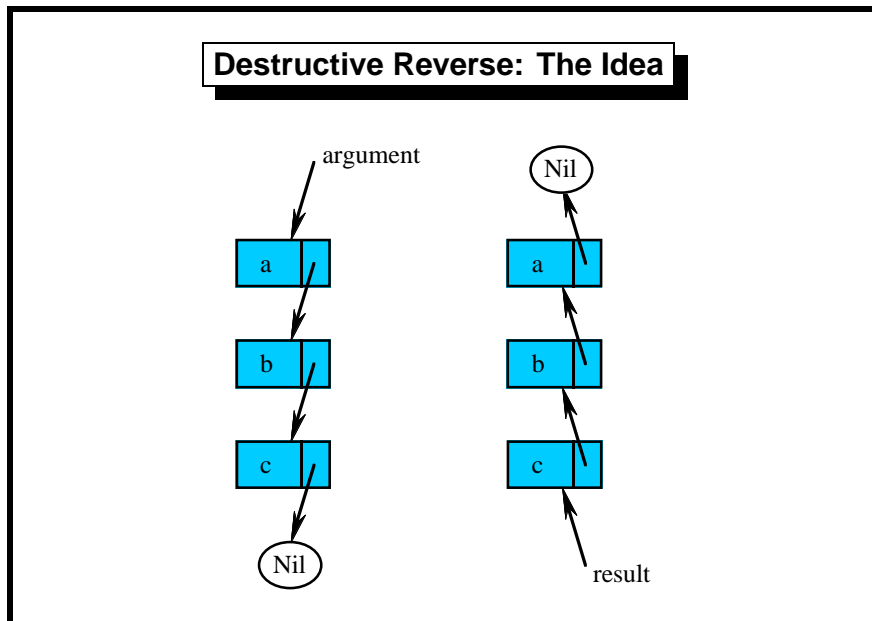 Destructive Reverse: The Idea
argument
a
b
c
Nil
Nil
a
b
c
result